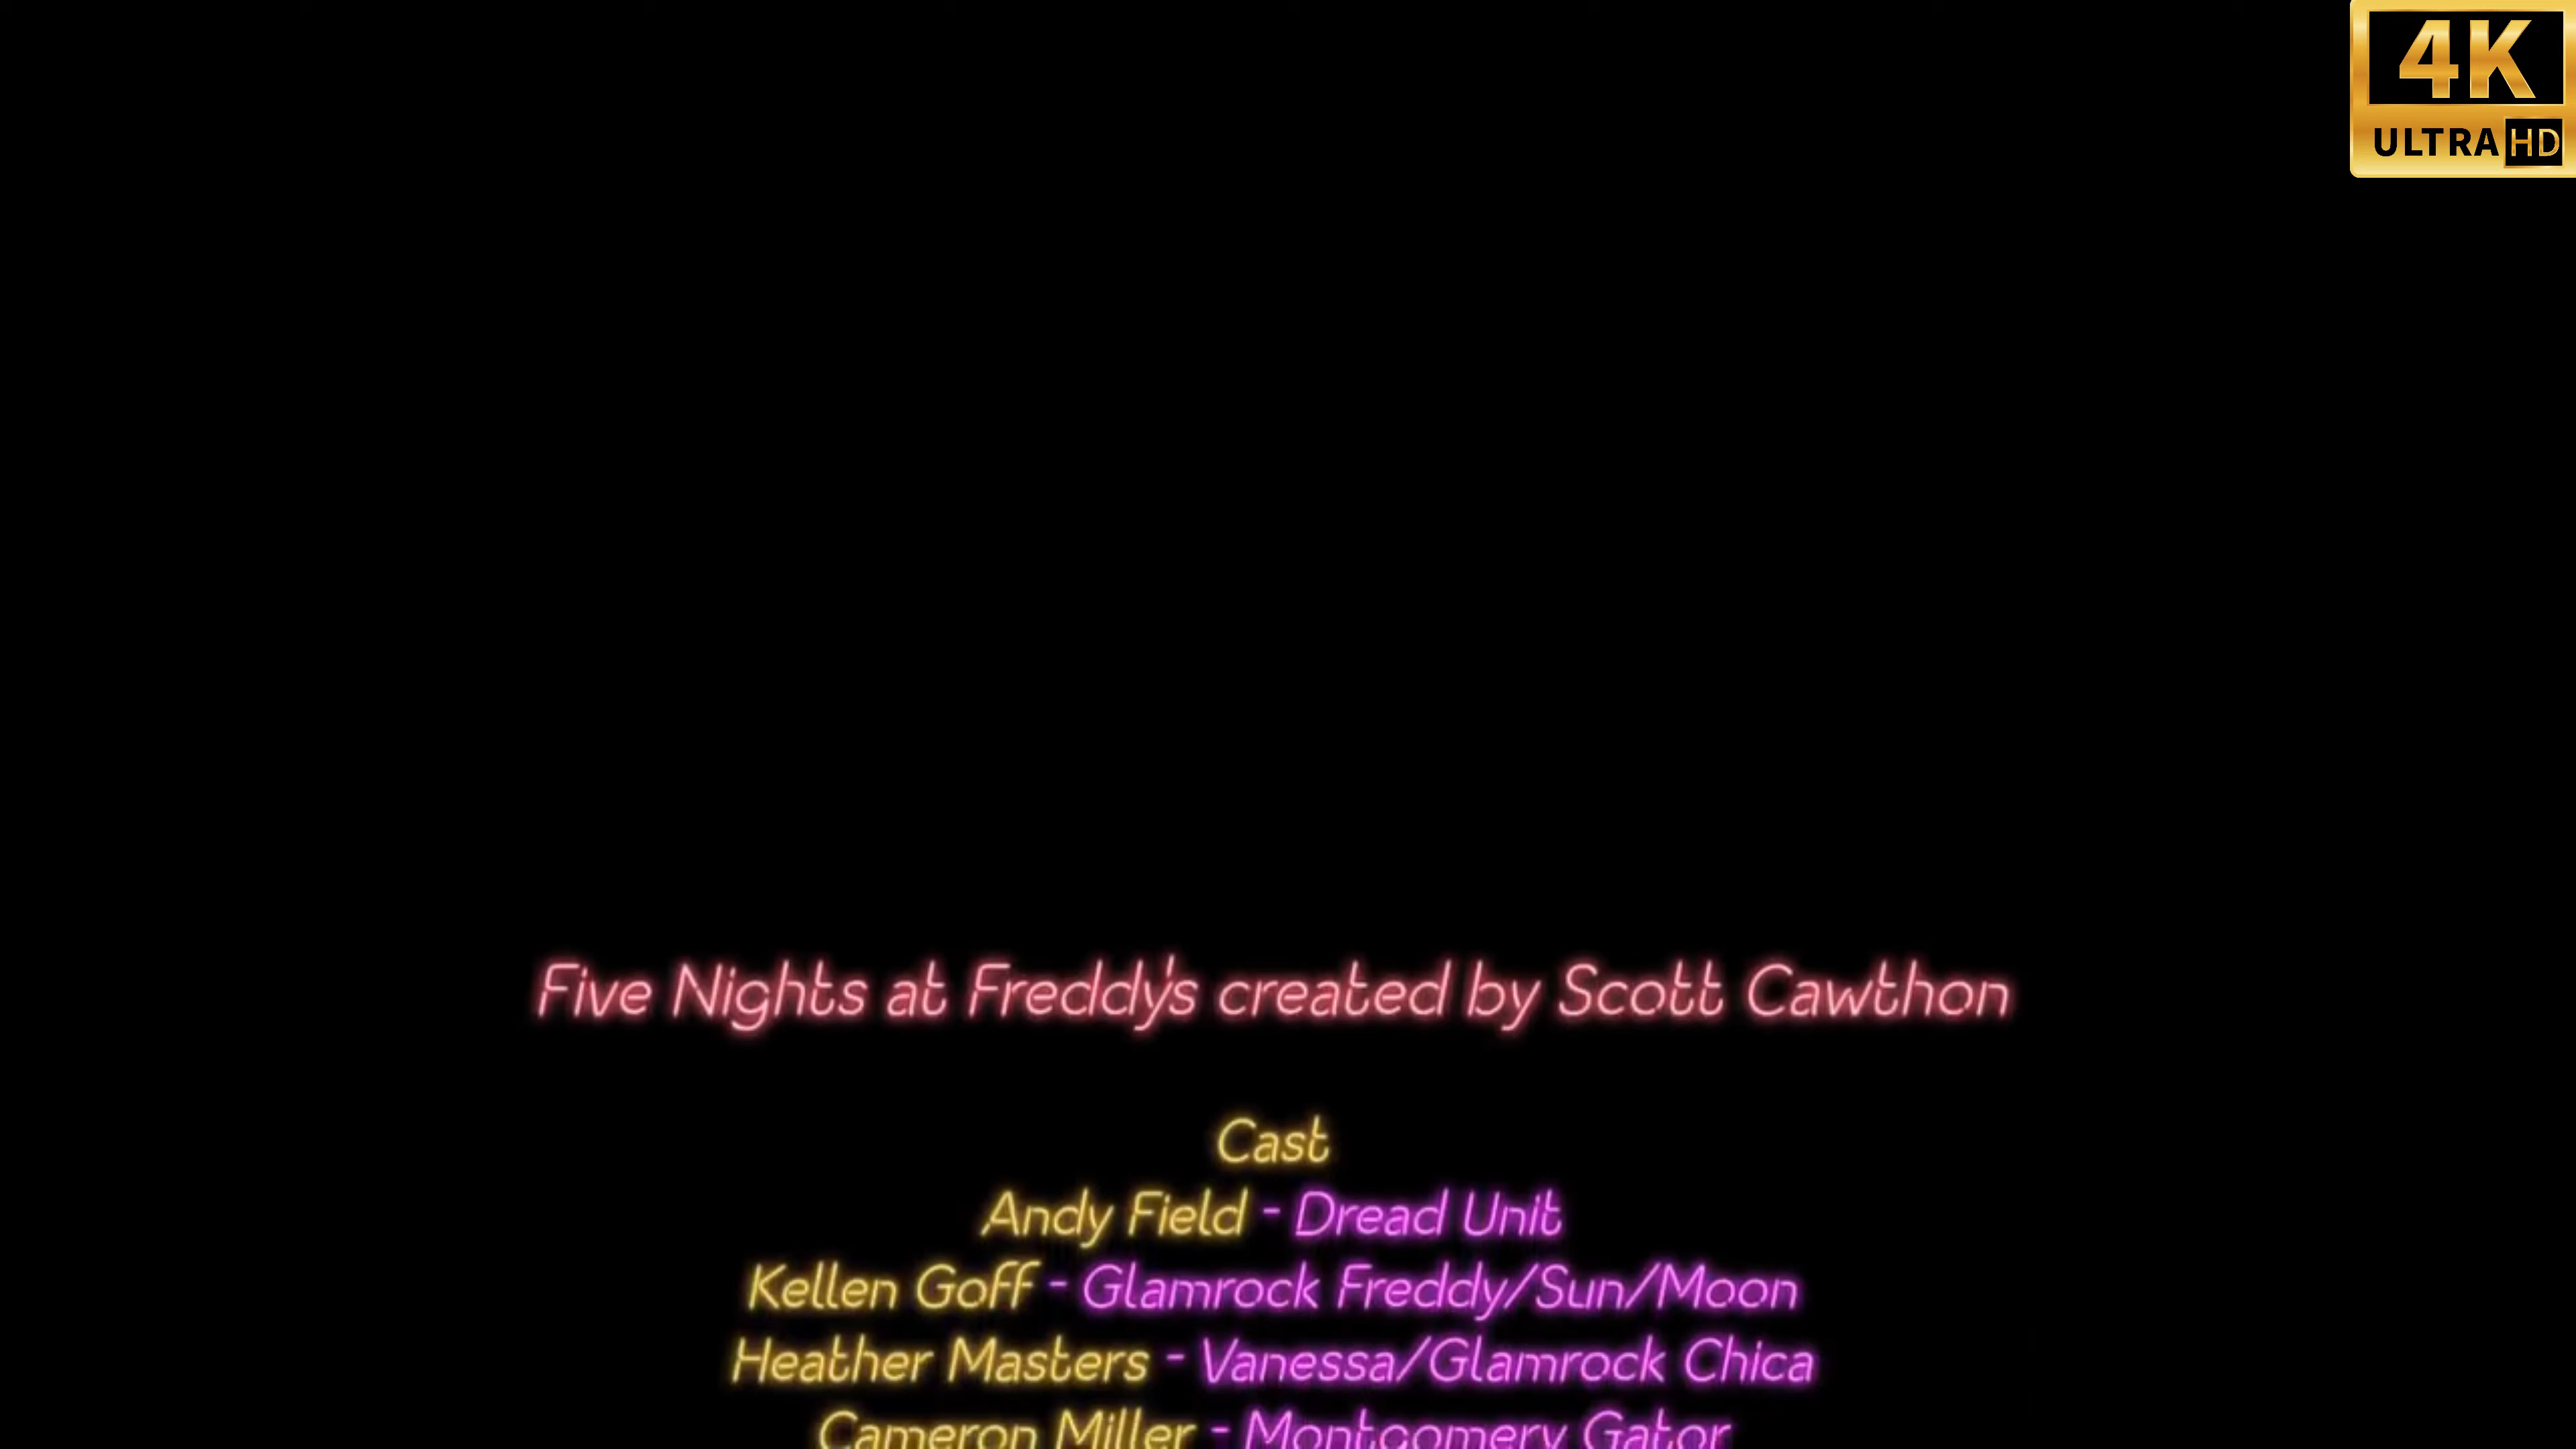 4K
ULTRA HD
Five Nights at Freddy's created by Scott Cawthon
Cast
Andy Field - Dread Unit
Kellen Goff - Glamrock Freddy/Sun/Moon
Heather Masters - Vanessa/Glamrock Chica
Cameron Miller - Montgomery Gator